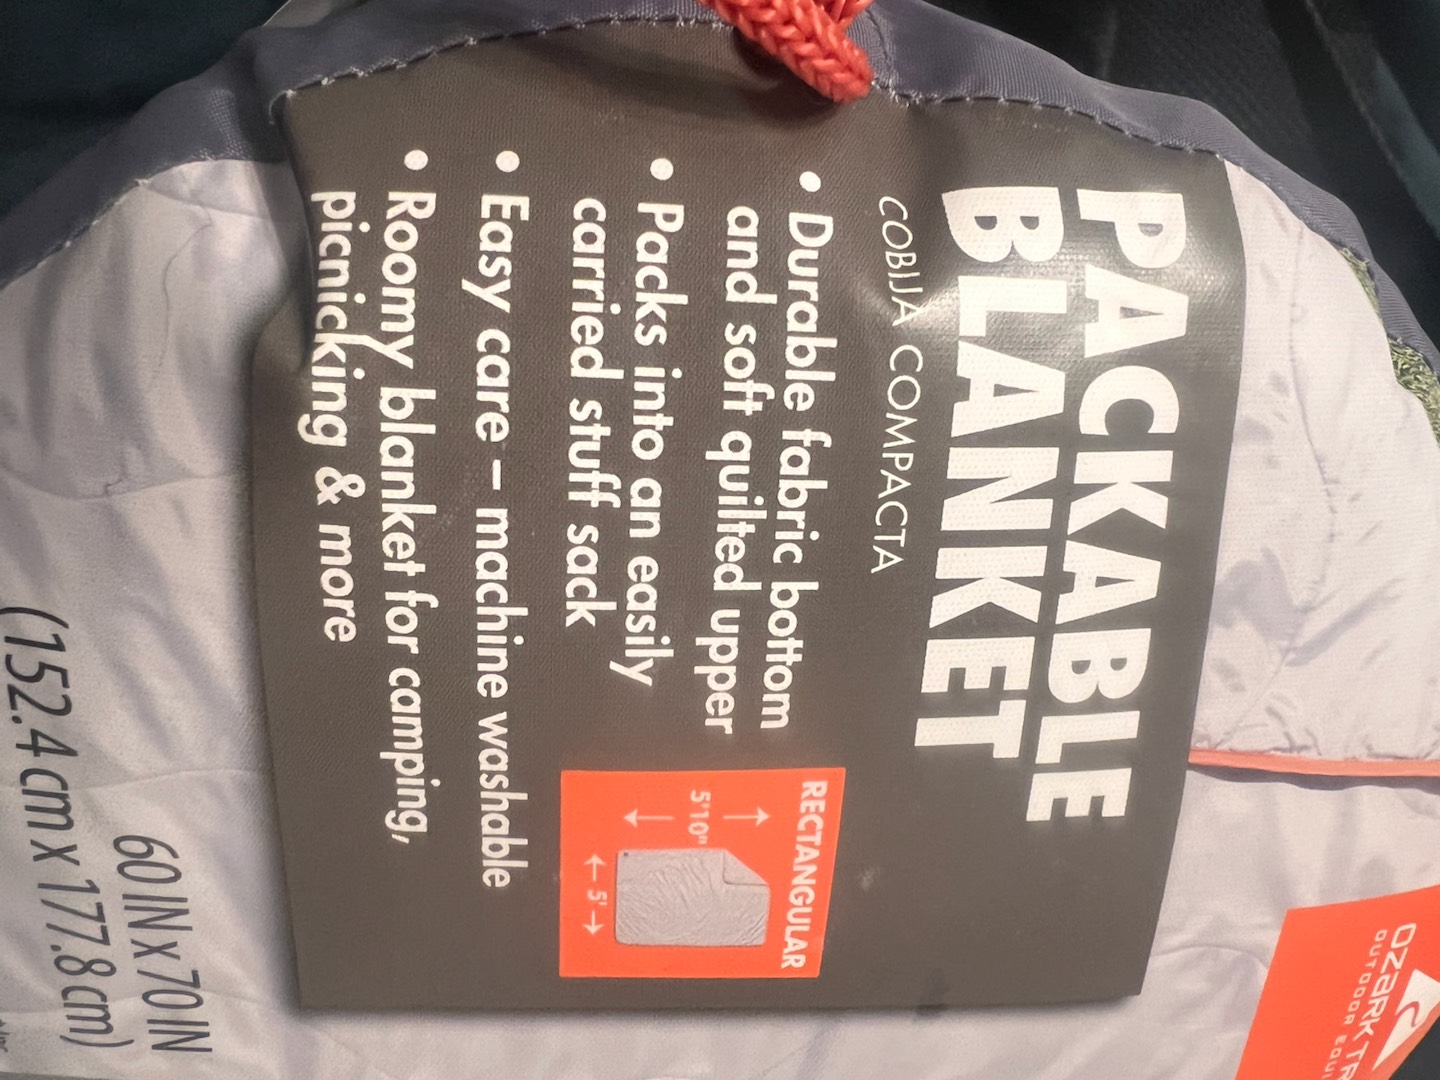 PACKABLE
BLANKET
COBIJA COMPACTA
• Durable fabric bottom
and soft quilted upper
• Packs into an easily
carried stuff sack
• Easy care – machine washable
• Roomy blanket for camping,
picnicking & more
RECTANGULAR
5'10"
5'
60 IN x 70 IN
(152.4 cm x 177.8 cm)
OZARK TR
OUTDOOR EQUI